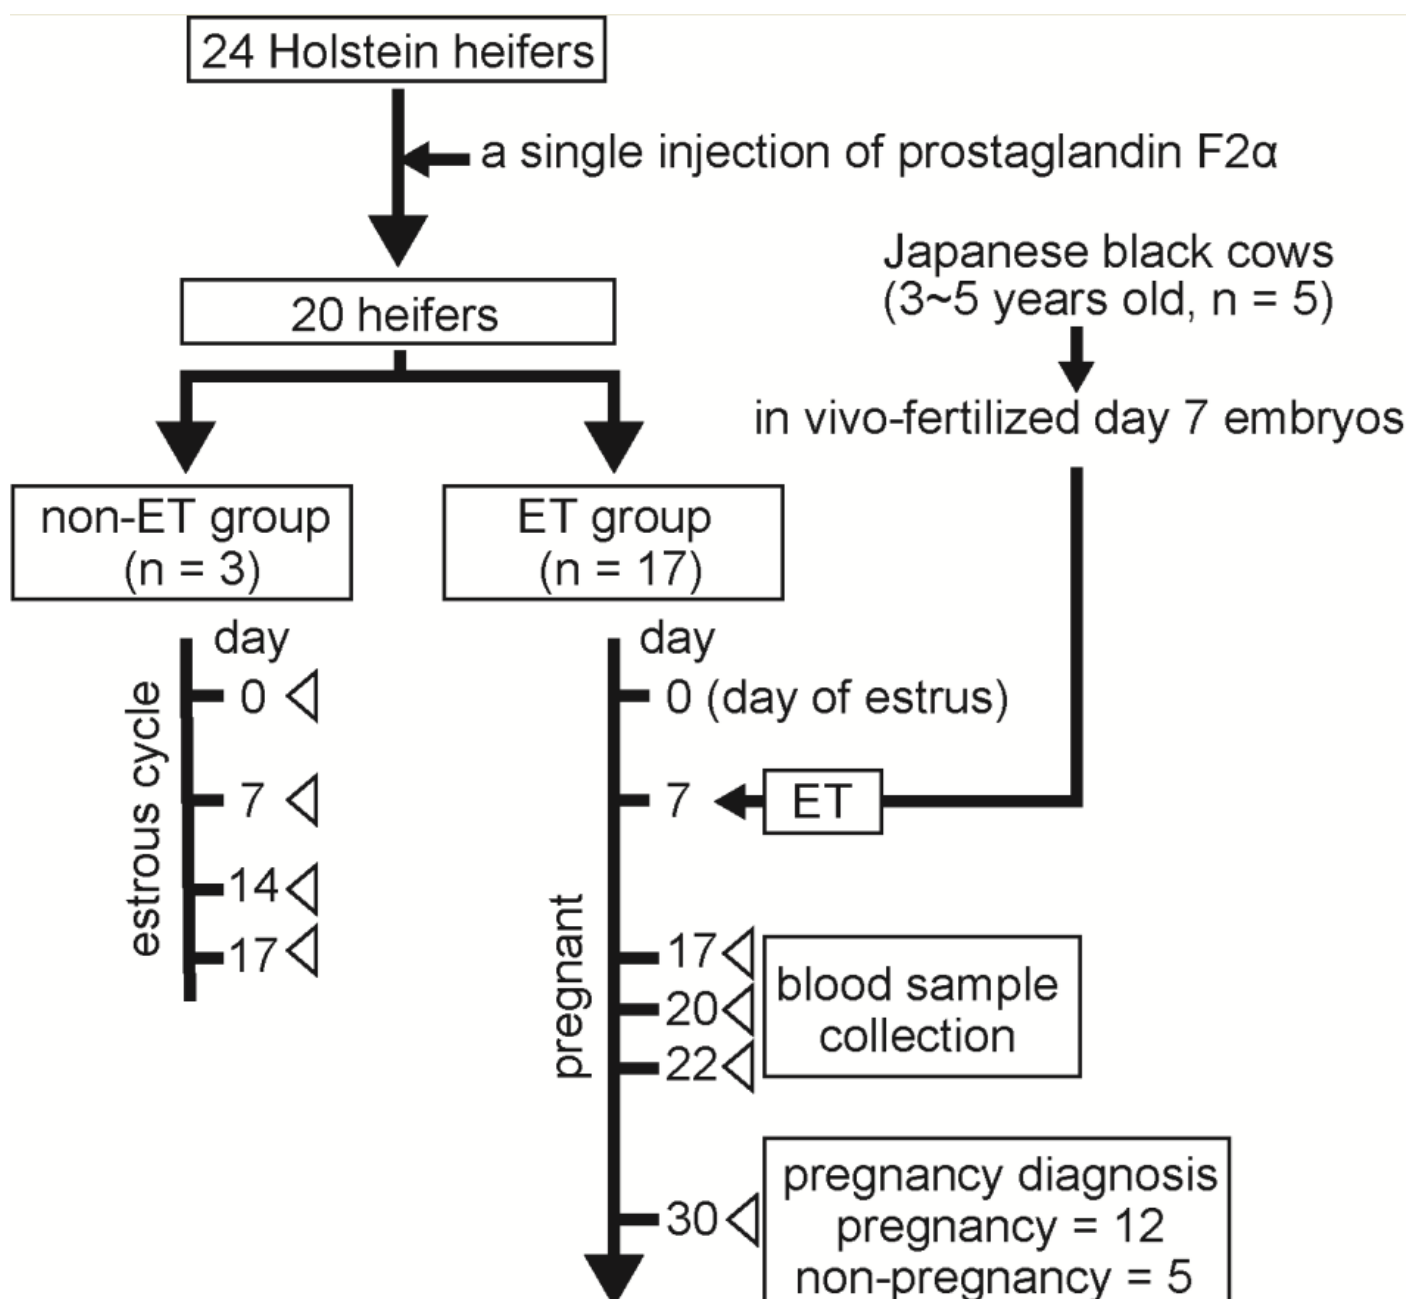 24 Holstein heifers
a single injection of prostaglandin F2α
Japanese black cows
(3~5 years old, n = 5)
20 heifers
in vivo-fertilized day 7 embryos
non-ET group
(n = 3)
ET group
(n = 17)
day
estrous cycle
0
7
14
17
day
pregnant
0 (day of estrus)
7
ET
17
20
22
blood sample
collection
30
pregnancy diagnosis
pregnancy = 12
non-pregnancy = 5